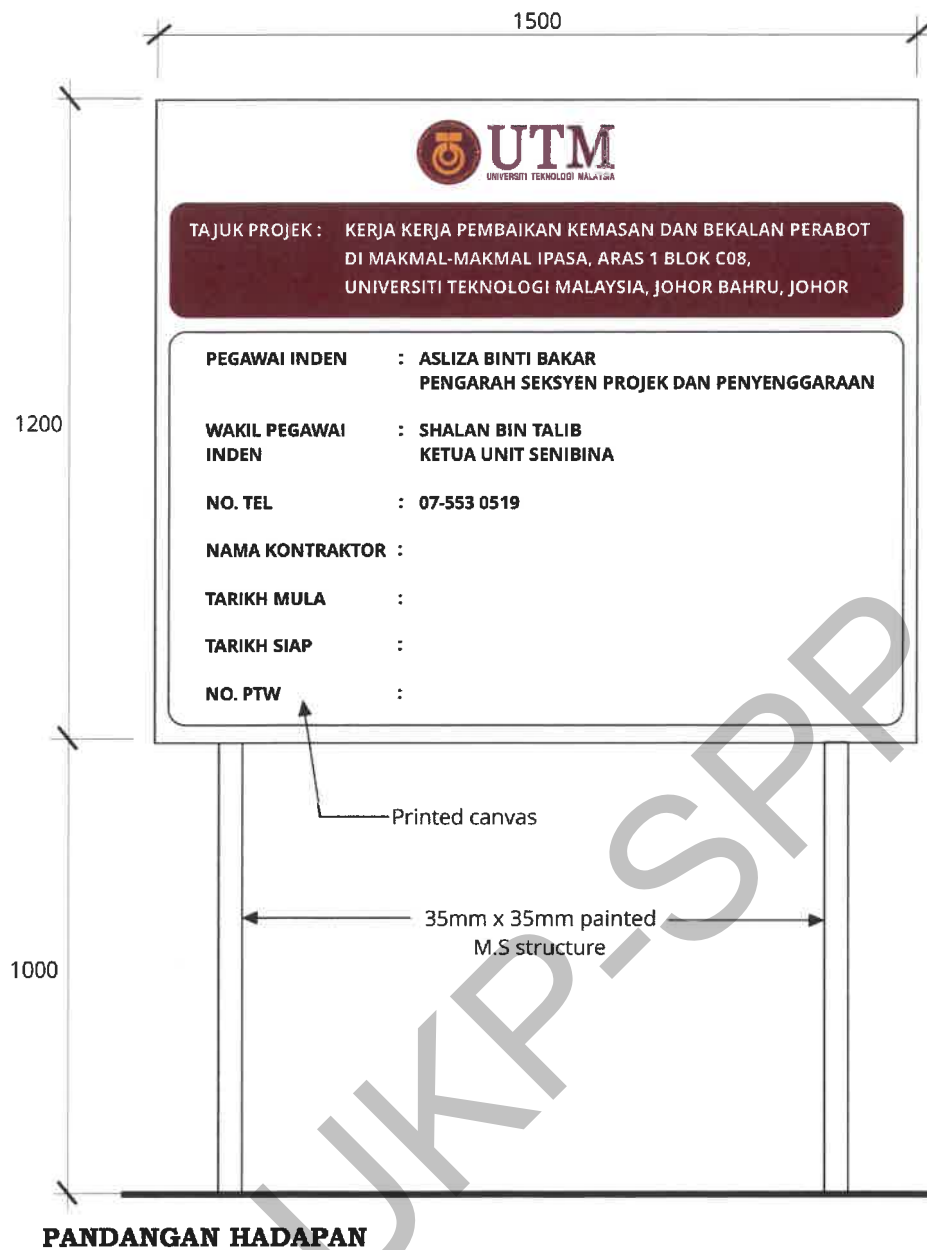 1500
UTM
UNIVERSITI TEKNOLOGI MALAYSIA
TAJUK PROJEK : KERJA KERJA PEMBAIKAN KEMASAN DAN BEKALAN PERABOT
DI MAKMAL-MAKMAL IPASA, ARAS 1 BLOK C08,
UNIVERSITI TEKNOLOGI MALAYSIA, JOHOR BAHRU, JOHOR
PEGAWAI INDEN : ASLIZA BINTI BAKAR
PENGARAH SEKSYEN PROJEK DAN PENYENGGARAAN
1200
WAKIL PEGAWAI : SHALAN BIN TALIB
INDEN KETUA UNIT SENIBINA
NO. TEL : 07-553 0519
NAMA KONTRAKTOR :
TARIKH MULA :
TARIKH SIAP :
NO. PTW :
Printed canvas
35mm x 35mm painted
M.S structure
1000
UKP-SPP
PANDANGAN HADAPAN